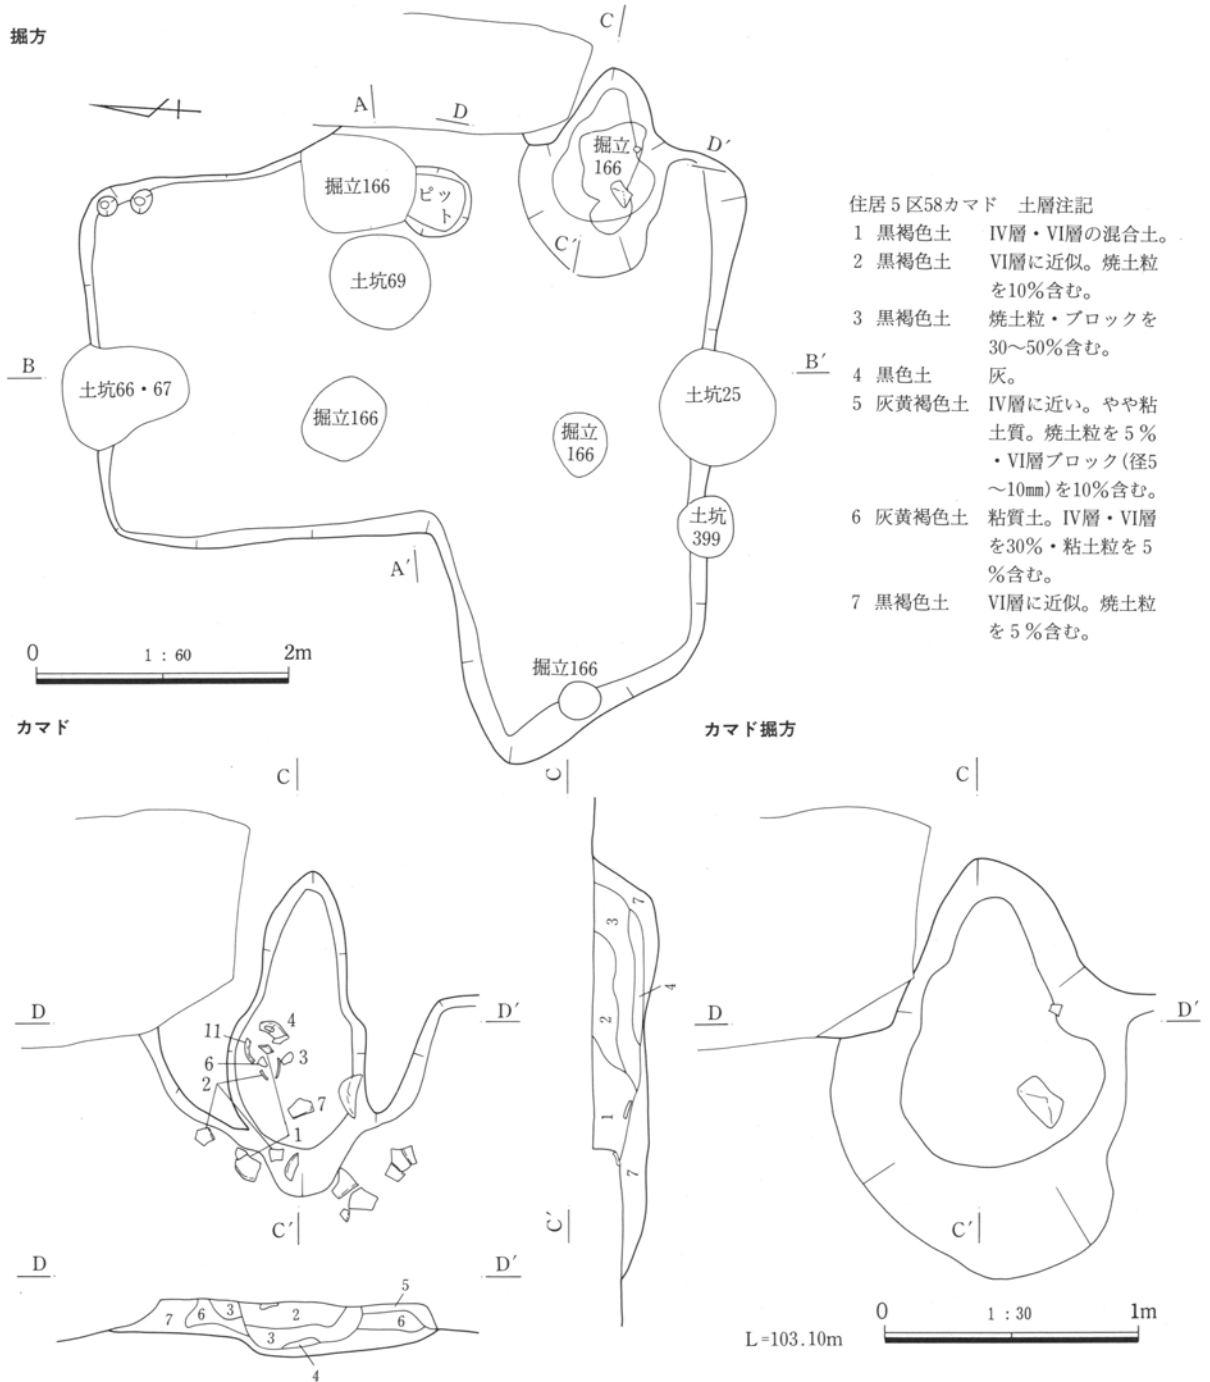 掘方
C
A
D
掘立
166
D′
掘立166
ピット
C′
土坑69
B
土坑66・67
掘立166
掘立
166
土坑25
B′
土坑
399
A′
掘立166
0 1：60 2m
住居５区58カマド 土層注記
1 黒褐色土 Ⅳ層・Ⅵ層の混合土。
2 黒褐色土 Ⅵ層に近似。焼土粒
を10％含む。
3 黒褐色土 焼土粒・ブロックを
30～50％含む。
4 黒色土 灰。
5 灰黄褐色土 Ⅳ層に近い。やや粘
土質。焼土粒を５％
・Ⅵ層ブロック(径5
～10㎜)を10％含む。
6 灰黄褐色土 粘質土。Ⅳ層・Ⅵ層
を30％・粘土粒を５
％含む。
7 黒褐色土 Ⅵ層に近似。焼土粒
を５％含む。
カマド
C
D
D′
11
4
6
3
2
7
1
C′
D
D′
7
6
3
2
5
6
3
4
C
7
3
4
2
1
7
C′
カマド掘方
C
D
D′
C′
L=103.10m
0 1：30 1m